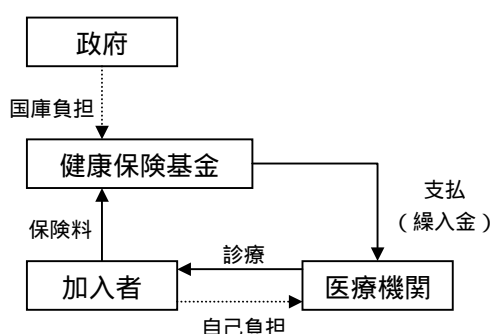 政府
国庫負担
健康保険基金
支払
（繰入金）
保険料
診療
加入者
医療機関
自己負担